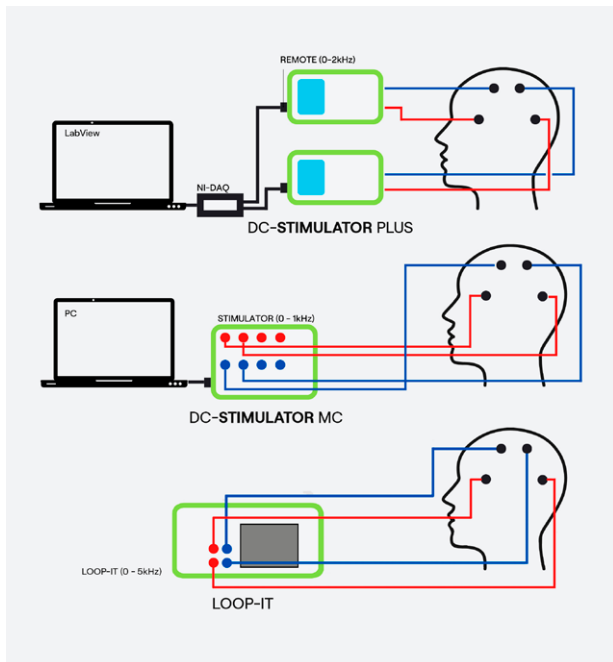 REMOTE (0-2kHz)
LabView
NI-DAQ
DC-STIMULATOR PLUS
PC
STIMULATOR (0 - 1kHz)
DC-STIMULATOR MC
LOOP-IT (0 - 5kHz)
LOOP-IT